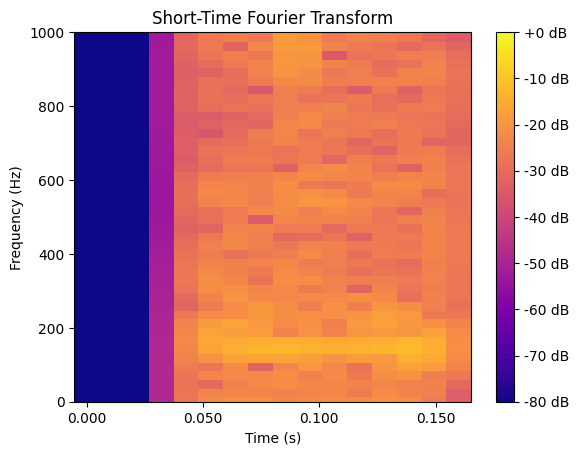 Short-Time Fourier Transform
Frequency (Hz)
1000
800
600
400
200
0
0.000
0.050
0.100
0.150
Time (s)
+0 dB
-10 dB
-20 dB
-30 dB
-40 dB
-50 dB
-60 dB
-70 dB
-80 dB